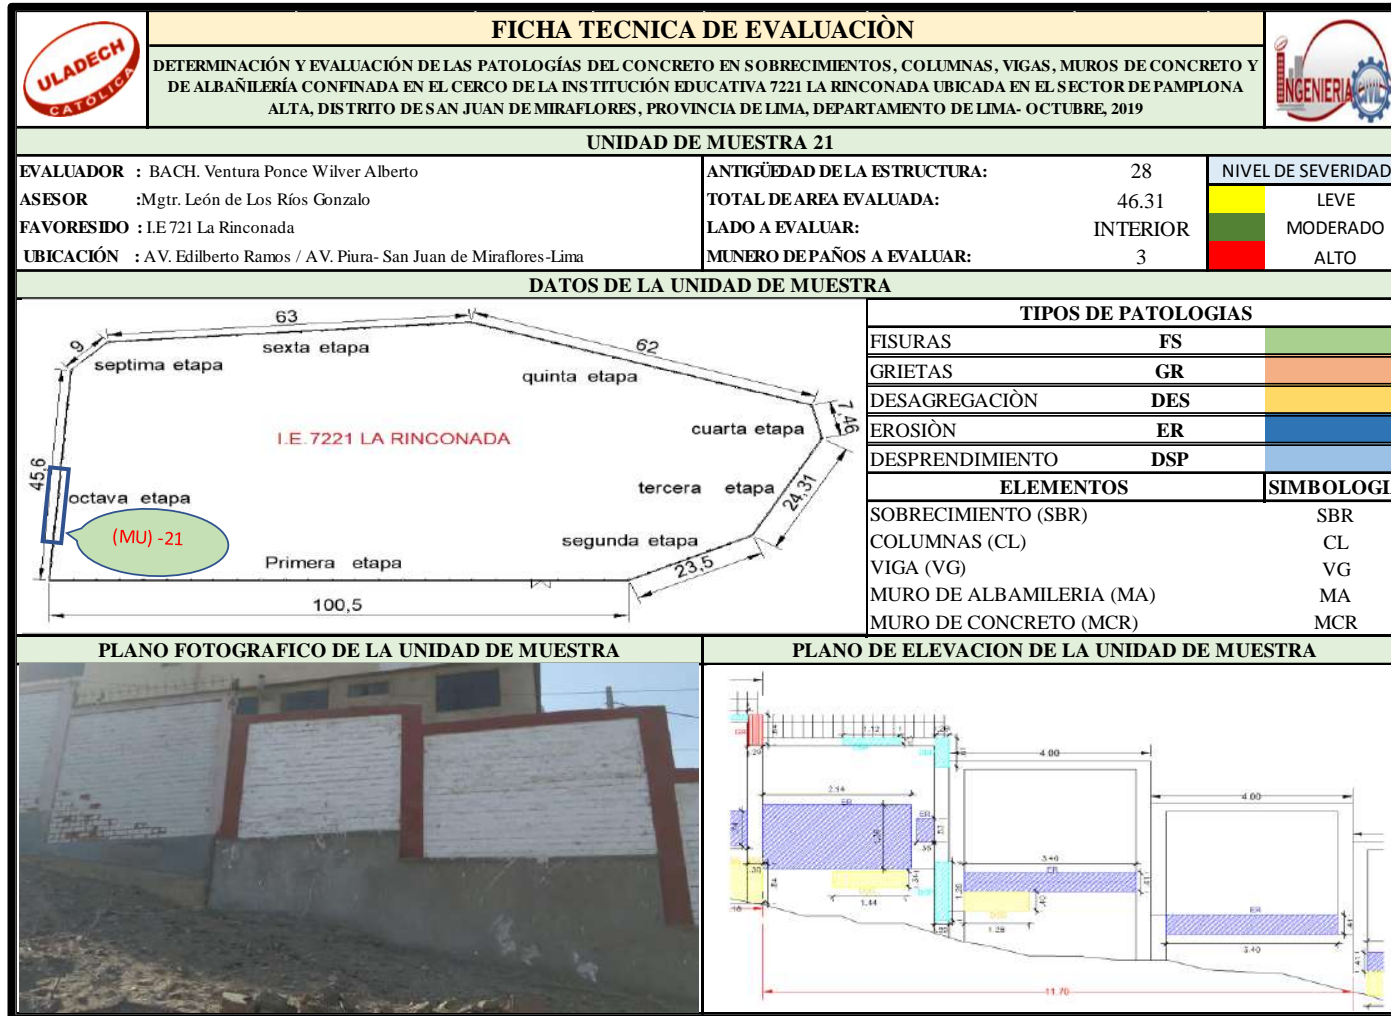 ULADECH
CATÓLICA
FICHA TECNICA DE EVALUACIÒN
DETERMINACIÓN Y EVALUACIÓN DE LAS PATOLOGÍAS DEL CONCRETO EN SOBRECIMIENTOS, COLUMNAS, VIGAS, MUROS DE CONCRETO Y
DE ALBAÑILERÍA CONFINADA EN EL CERCO DE LA INSTITUCIÓN EDUCATIVA 7221 LA RINCONADA UBICADA EN EL SECTOR DE PAMPLONA
ALTA, DISTRITO DE SAN JUAN DE MIRAFLORES, PROVINCIA DE LIMA, DEPARTAMENTO DE LIMA- OCTUBRE, 2019
INGENIERIA CIVIL
UNIDAD DE MUESTRA 21
EVALUADOR : BACH. Ventura Ponce Wilver Alberto
ASESOR :Mgtr. León de Los Ríos Gonzalo
FAVORESIDO : I.E 721 La Rinconada
UBICACIÓN : AV. Edilberto Ramos / AV. Piura- San Juan de Miraflores-Lima
ANTIGÜEDAD DE LA ESTRUCTURA: 28
TOTAL DE AREA EVALUADA: 46.31
LADO A EVALUAR: INTERIOR
MUNERO DE PAÑOS A EVALUAR: 3
NIVEL DE SEVERIDAD
LEVE
MODERADO
ALTO
DATOS DE LA UNIDAD DE MUESTRA
63
sexta etapa
9
septima etapa
62
quinta etapa
7,46
cuarta etapa
I.E. 7221 LA RINCONADA
45,6
octava etapa
(MU) -21
tercera etapa
24,31
segunda etapa
23,5
Primera etapa
100,5
TIPOS DE PATOLOGIAS
FISURAS FS
GRIETAS GR
DESAGREGACIÒN DES
EROSIÒN ER
DESPRENDIMIENTO DSP
ELEMENTOS SIMBOLOGI
SOBRECIMIENTO (SBR) SBR
COLUMNAS (CL) CL
VIGA (VG) VG
MURO DE ALBAMILERIA (MA) MA
MURO DE CONCRETO (MCR) MCR
PLANO FOTOGRAFICO DE LA UNIDAD DE MUESTRA
PLANO DE ELEVACION DE LA UNIDAD DE MUESTRA
4.00
4.00
ER
ER
3.40
ER
1.44
1.28
ER
3.40
11.70